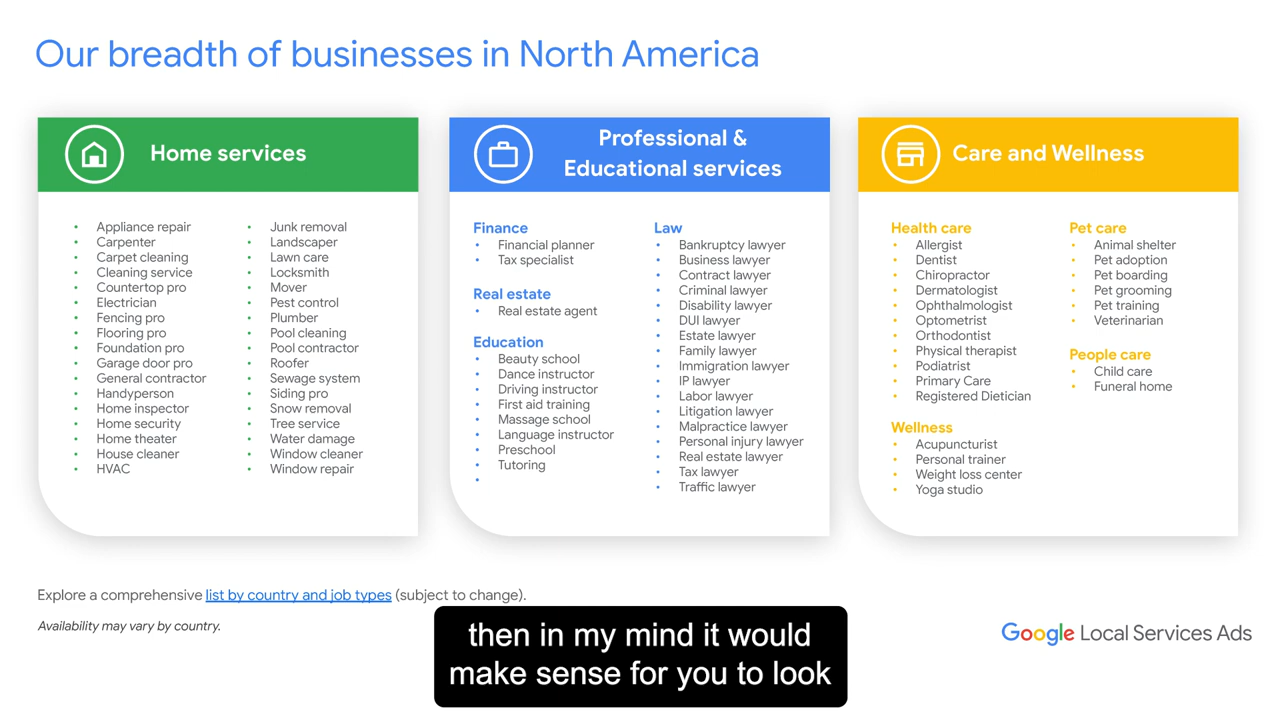 Our breadth of businesses in North America
Home services
Appliance repair
Carpenter
Carpet cleaning
Cleaning service
Countertop pro
Electrician
Fencing pro
Flooring pro
Foundation pro
Garage door pro
General contractor
Handyperson
Home inspector
Home security
Home theater
House cleaner
HVAC
Junk removal
Landscaper
Lawn care
Locksmith
Mover
Pest control
Plumber
Pool cleaning
Pool contractor
Roofer
Sewage system
Siding pro
Snow removal
Tree service
Water damage
Window cleaner
Window repair
Professional &
Educational services
Finance
Financial planner
Tax specialist
Real estate
Real estate agent
Education
Beauty school
Dance instructor
Driving instructor
First aid training
Massage school
Language instructor
Preschool
Tutoring
Law
Bankruptcy lawyer
Business lawyer
Contract lawyer
Criminal lawyer
Disability lawyer
DUI lawyer
Estate lawyer
Family lawyer
Immigration lawyer
IP lawyer
Labor lawyer
Litigation lawyer
Malpractice lawyer
Personal injury lawyer
Real estate lawyer
Tax lawyer
Traffic lawyer
Care and Wellness
Health care
Allergist
Dentist
Chiropractor
Dermatologist
Ophthalmologist
Optometrist
Orthodontist
Physical therapist
Podiatrist
Primary Care
Registered Dietician
Wellness
Acupuncturist
Personal trainer
Weight loss center
Yoga studio
Pet care
Animal shelter
Pet adoption
Pet boarding
Pet grooming
Pet training
Veterinarian
People care
Child care
Funeral home
Explore a comprehensive list by country and job types (subject to change).
Availability may vary by country.
then in my mind it would
make sense for you to look
Google Local Services Ads